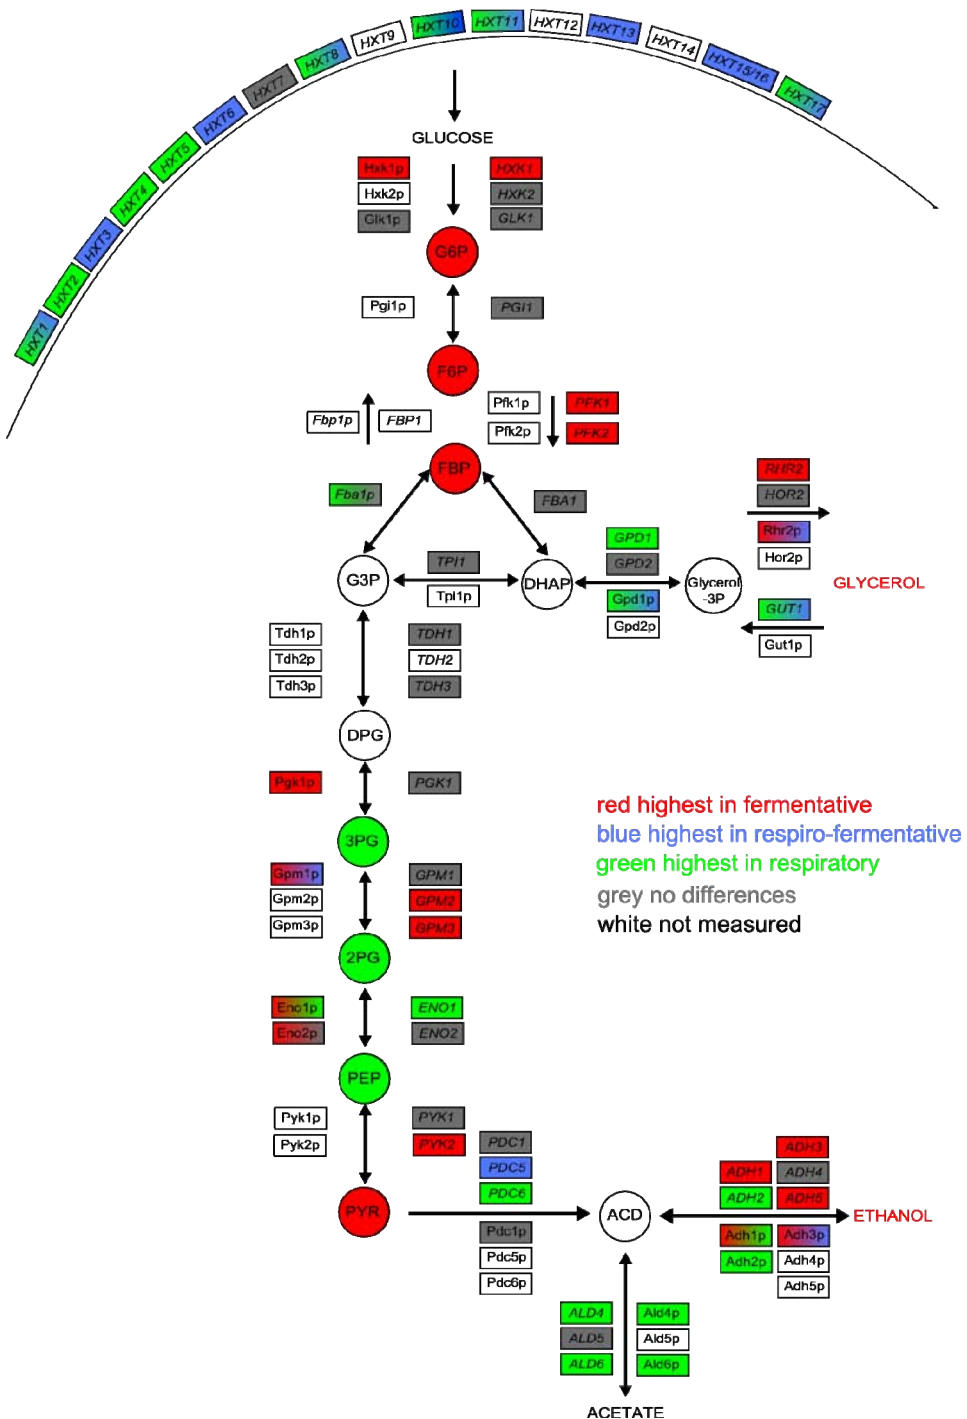 HXT1
HXT2
HXT3
HXT4
HXT5
HXT6
HXT7
HXT8
HXT9
HXT10
HXT11
HXT12
HXT13
HXT14
HXT15/16
HXT17
GLUCOSE
Hxk1p HXK1
Hxk2p HXK2
Glk1p GLK1
G6P
Pgi1p PGI1
F6P
Fbp1p FBP1
Pfk1p PFK1
Pfk2p PFK2
FBP
Fba1p FBA1
RHR2
HOR2
Rhr2p
Hor2p
GLYCEROL
GUT1
Gut1p
G3P
TPI1
Tpl1p
DHAP
GPD1
GPD2
Gpd1p
Gpd2p
Glycerol
-3P
Tdh1p TDH1
Tdh2p TDH2
Tdh3p TDH3
DPG
Pgk1p PGK1
red highest in fermentative
blue highest in respiro-fermentative
green highest in respiratory
grey no differences
white not measured
3PG
Gpm1p GPM1
Gpm2p GPM2
Gpm3p GPM3
2PG
Eno1p ENO1
Eno2p ENO2
PEP
Pyk1p PYK1
Pyk2p PYK2
PYR
PDC1
PDC5
PDC6
Pdc1p
Pdc5p
Pdc6p
ACD
ADH3
ADH1 ADH4
ADH2 ADH5
ETHANOL
Adh1p Adh3p
Adh2p Adh4p
Adh5p
ALD4 Ald4p
ALD5 Ald5p
ALD6 Ald6p
ACETATE